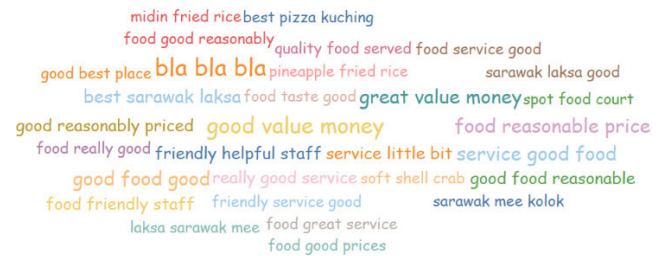 midin fried rice best pizza kuching
food good reasonably quality food served food service good
good best place bla bla bla pineapple fried rice sarawak laksa good
best sarawak laksa food taste good great value money spot food court
good reasonably priced good value money food reasonable price
food really good friendly helpful staff service little bit service good food
good food good really good service soft shell crab good food reasonable
food friendly staff friendly service good sarawak mee kolok
laksa sarawak mee food great service
food good prices